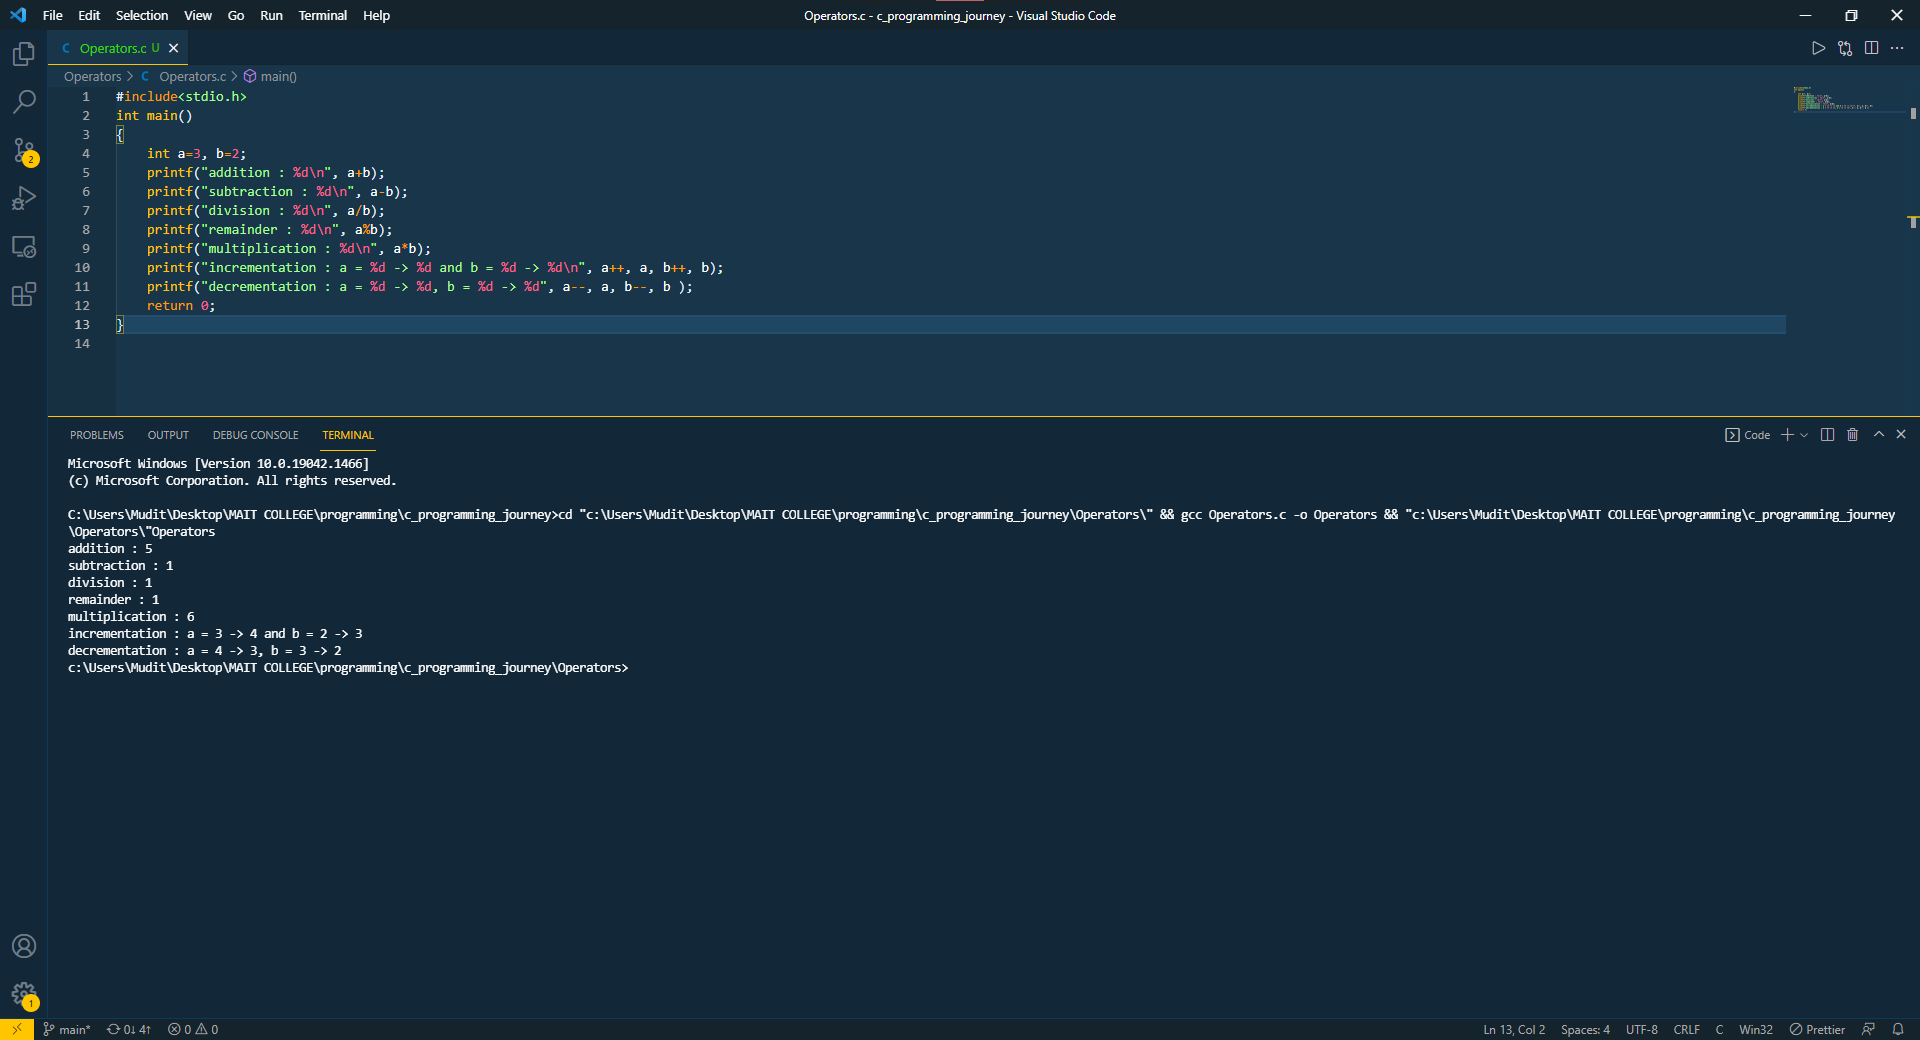 File Edit Selection View Go Run Terminal Help
Operators.c - c_programming_journey - Visual Studio Code
C Operators.c U
Operators > C Operators.c > main()
1 #include<stdio.h>
2 int main()
3 {
4 int a=3, b=2;
5 printf("addition : %d\n", a+b);
6 printf("subtraction : %d\n", a-b);
7 printf("division : %d\n", a/b);
8 printf("remainder : %d\n", a%b);
9 printf("multiplication : %d\n", a*b);
10 printf("incrementation : a = %d -> %d and b = %d -> %d\n", a++, a, b++, b);
11 printf("decrementation : a = %d -> %d, b = %d -> %d", a--, a, b--, b );
12 return 0;
13 }
14
2
PROBLEMS OUTPUT DEBUG CONSOLE TERMINAL
Code
Microsoft Windows [Version 10.0.19042.1466]
(c) Microsoft Corporation. All rights reserved.
C:\Users\Mudit\Desktop\MAIT COLLEGE\programming\c_programming_journey>cd "c:\Users\Mudit\Desktop\MAIT COLLEGE\programming\c_programming_journey\Operators\" && gcc Operators.c -o Operators && "c:\Users\Mudit\Desktop\MAIT COLLEGE\programming\c_programming_journey
\Operators\"Operators
addition : 5
subtraction : 1
division : 1
remainder : 1
multiplication : 6
incrementation : a = 3 -> 4 and b = 2 -> 3
decrementation : a = 4 -> 3, b = 3 -> 2
c:\Users\Mudit\Desktop\MAIT COLLEGE\programming\c_programming_journey\Operators>
1
main* 0↓ 4↑ 0 0
Ln 13, Col 2 Spaces: 4 UTF-8 CRLF C Win32 Prettier